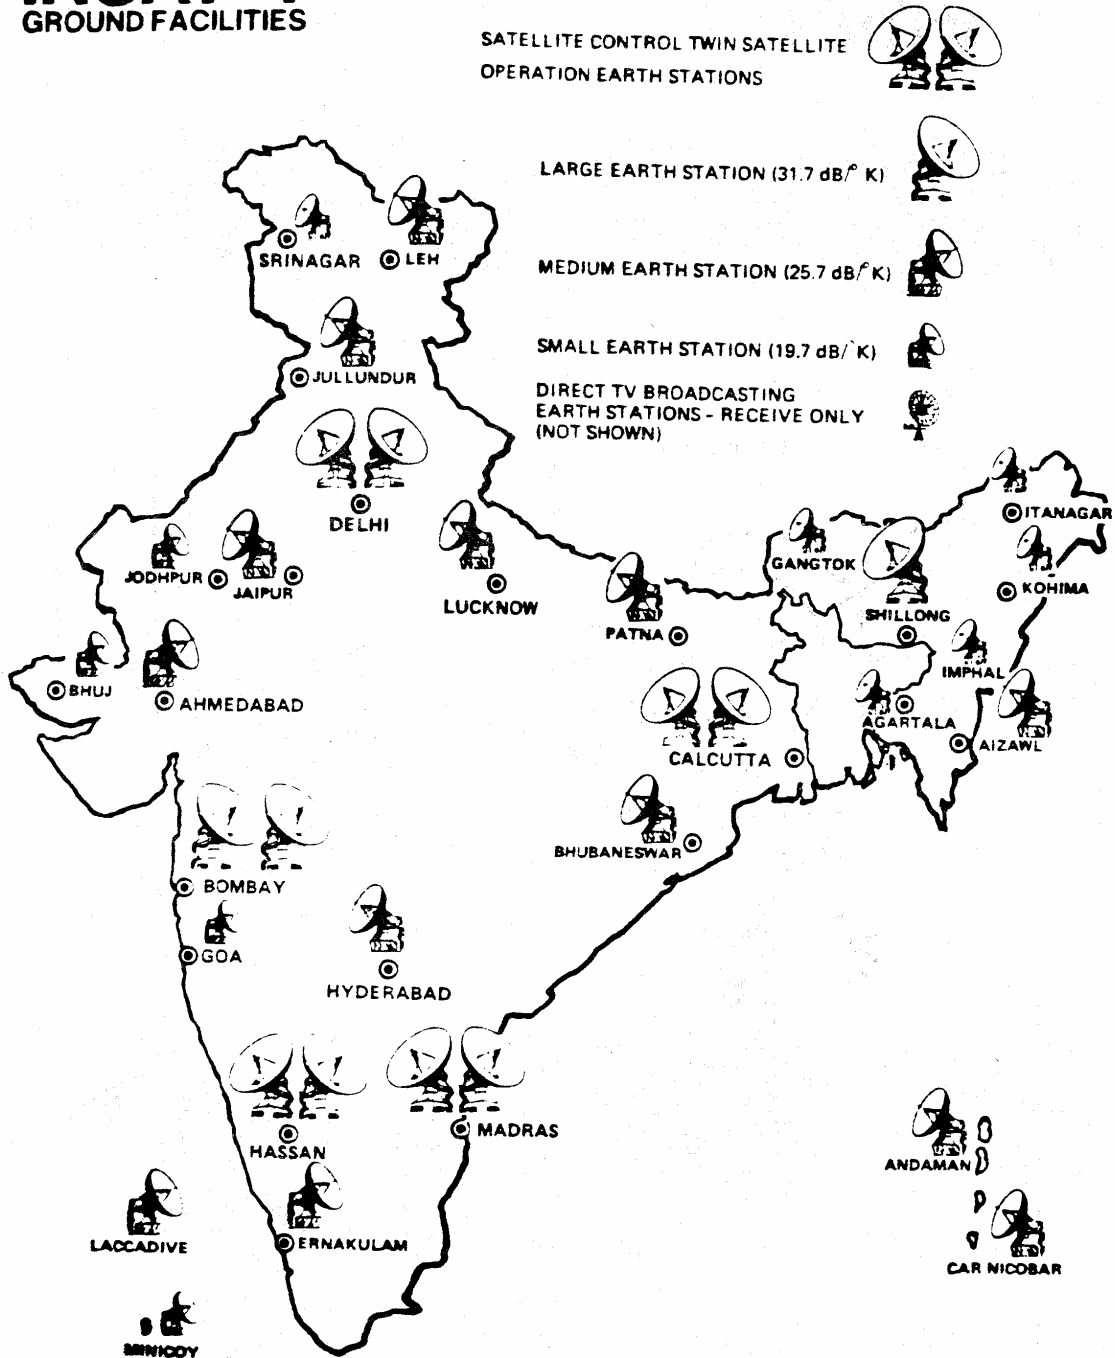 GROUND FACILITIES
SATELLITE CONTROL TWIN SATELLITE
OPERATION EARTH STATIONS
LARGE EARTH STATION (31.7 dB/° K)
MEDIUM EARTH STATION (25.7 dB/° K)
SMALL EARTH STATION (19.7 dB/` K)
DIRECT TV BROADCASTING
EARTH STATIONS - RECEIVE ONLY
(NOT SHOWN)
SRINAGAR
LEH
JULLUNDUR
DELHI
ITANAGAR
GANGTOK
JODHPUR
JAIPUR
LUCKNOW
KOHIMA
SHILLONG
PATNA
IMPHAL
BHUJ
AHMEDABAD
AGARTALA
AIZAWL
CALCUTTA
BHUBANESWAR
BOMBAY
GOA
HYDERABAD
MADRAS
HASSAN
ANDAMAN
LACCADIVE
ERNAKULAM
CAR NICOBAR
MINICOY